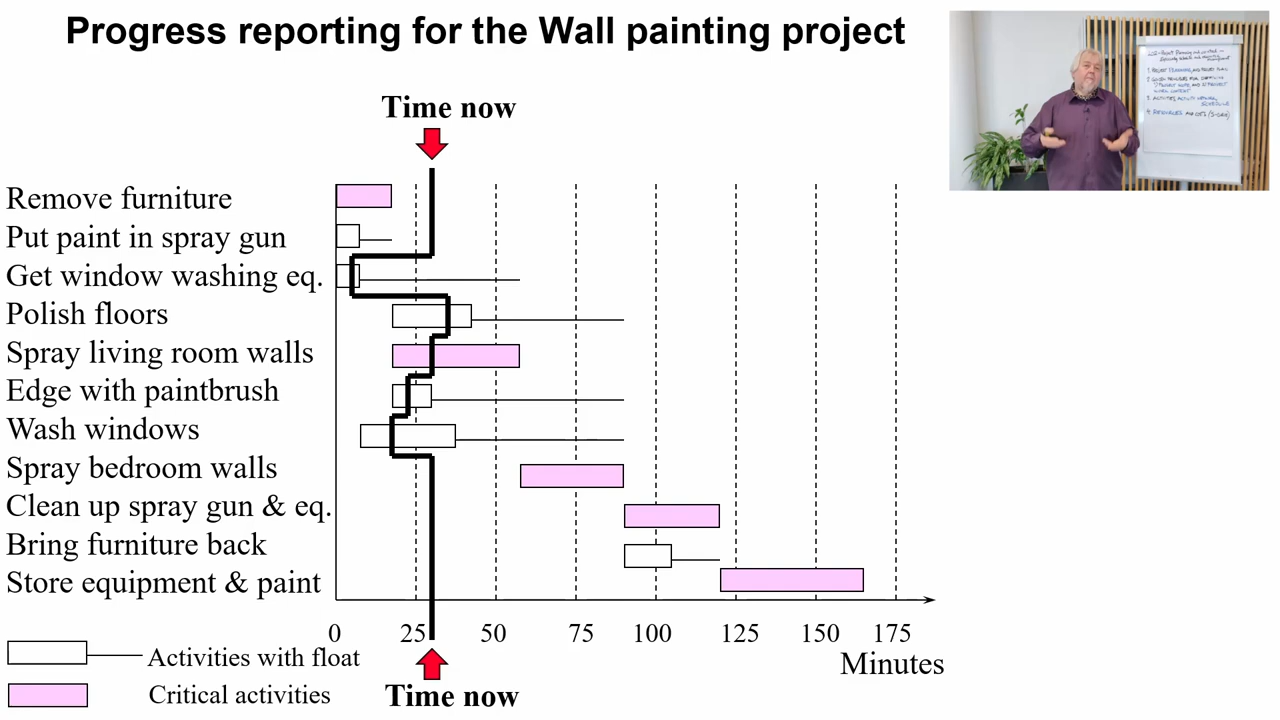 Progress reporting for the Wall painting project
Time now
Remove furniture
Put paint in spray gun
Get window washing eq.
Polish floors
Spray living room walls
Edge with paintbrush
Wash windows
Spray bedroom walls
Clean up spray gun & eq.
Bring furniture back
Store equipment & paint
0 25 50 75 100 125 150 175
Minutes
Activities with float
Critical activities
Time now